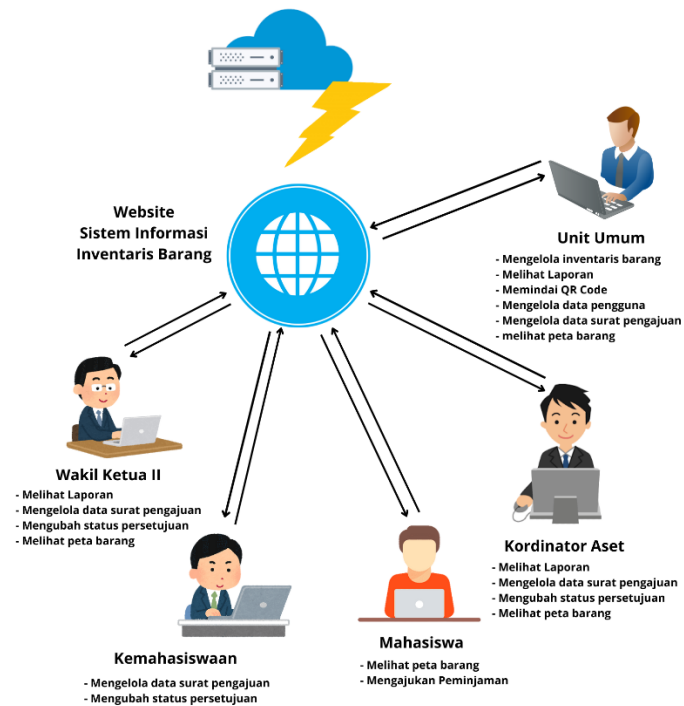 Website
Sistem Informasi
Inventaris Barang
Unit Umum
- Mengelola inventaris barang
- Melihat Laporan
- Memindai QR Code
- Mengelola data pengguna
- Mengelola data surat pengajuan
- melihat peta barang
Wakil Ketua II
- Melihat Laporan
- Mengelola data surat pengajuan
- Mengubah status persetujuan
- Melihat peta barang
Kordinator Aset
- Melihat Laporan
- Mengelola data surat pengajuan
- Mengubah status persetujuan
- Melihat peta barang
Kemahasiswaan
- Mengelola data surat pengajuan
- Mengubah status persetujuan
Mahasiswa
- Melihat peta barang
- Mengajukan Peminjaman